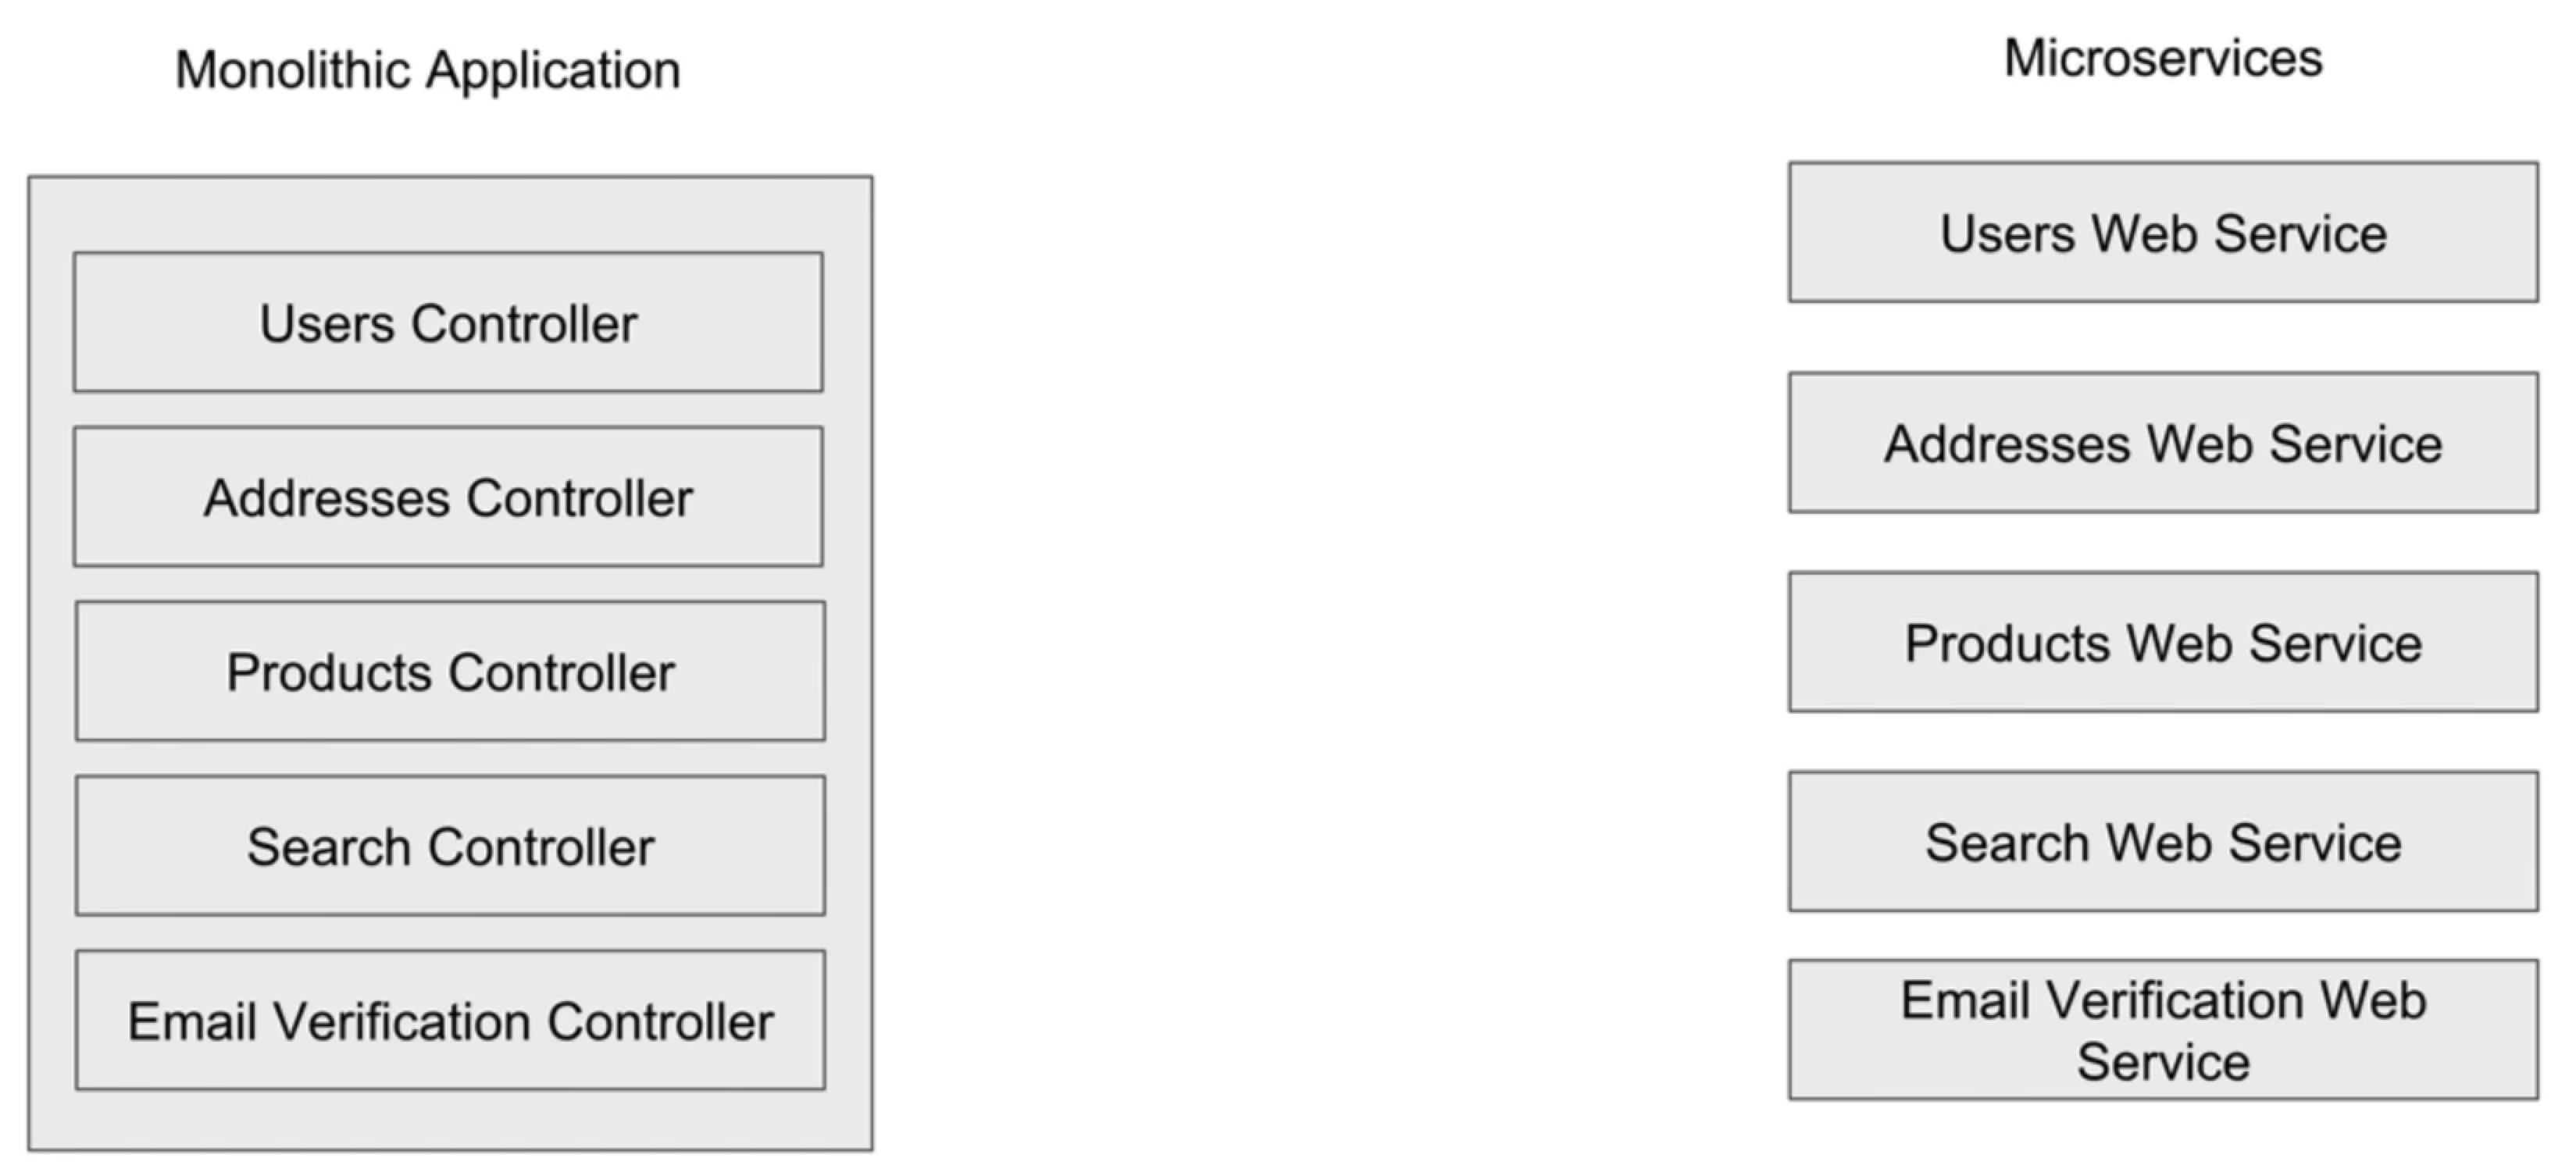 Monolithic Application
Users Controller
Addresses Controller
Products Controller
Search Controller
Email Verification Controller
Microservices
Users Web Service
Addresses Web Service
Products Web Service
Search Web Service
Email Verification Web
Service